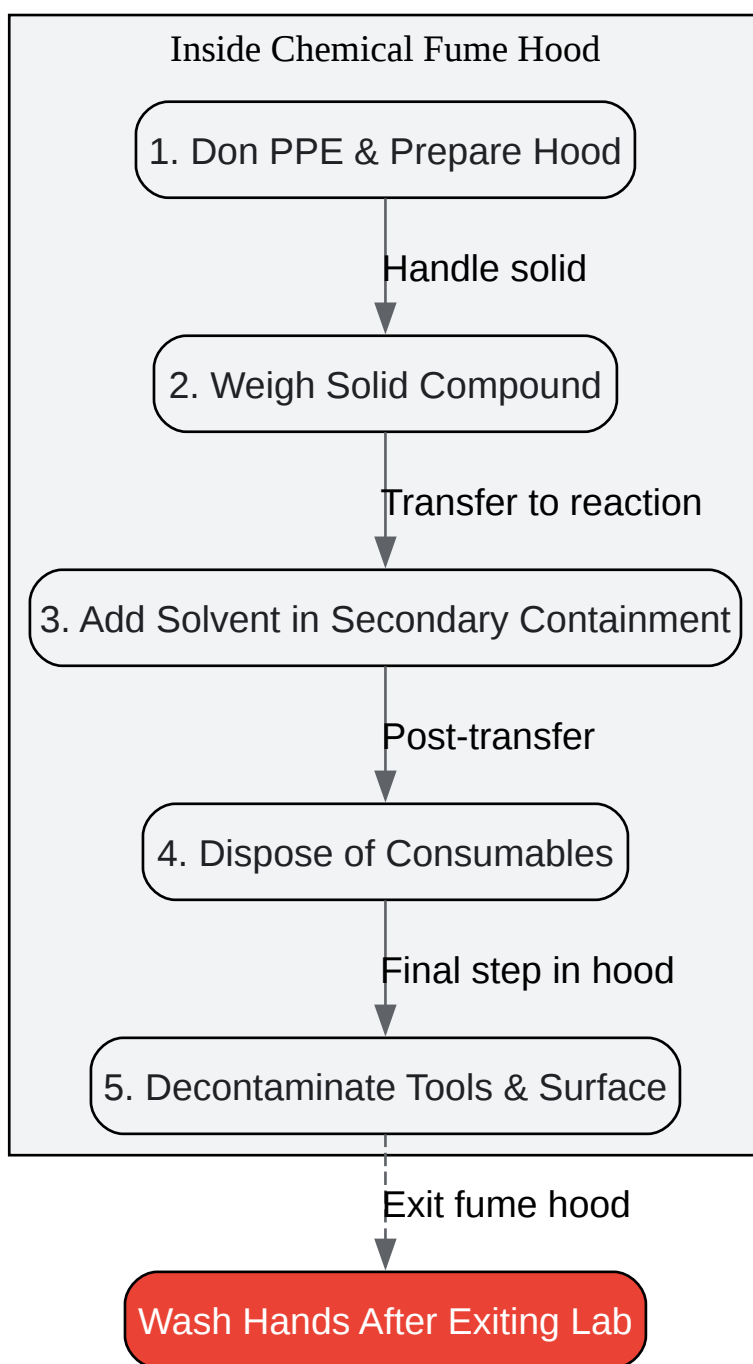 Inside Chemical Fume Hood
1. Don PPE & Prepare Hood
Handle solid
2. Weigh Solid Compound
Transfer to reaction
3. Add Solvent in Secondary Containment
Post-transfer
4. Dispose of Consumables
Final step in hood
5. Decontaminate Tools & Surface
Exit fume hood
Wash Hands After Exiting Lab